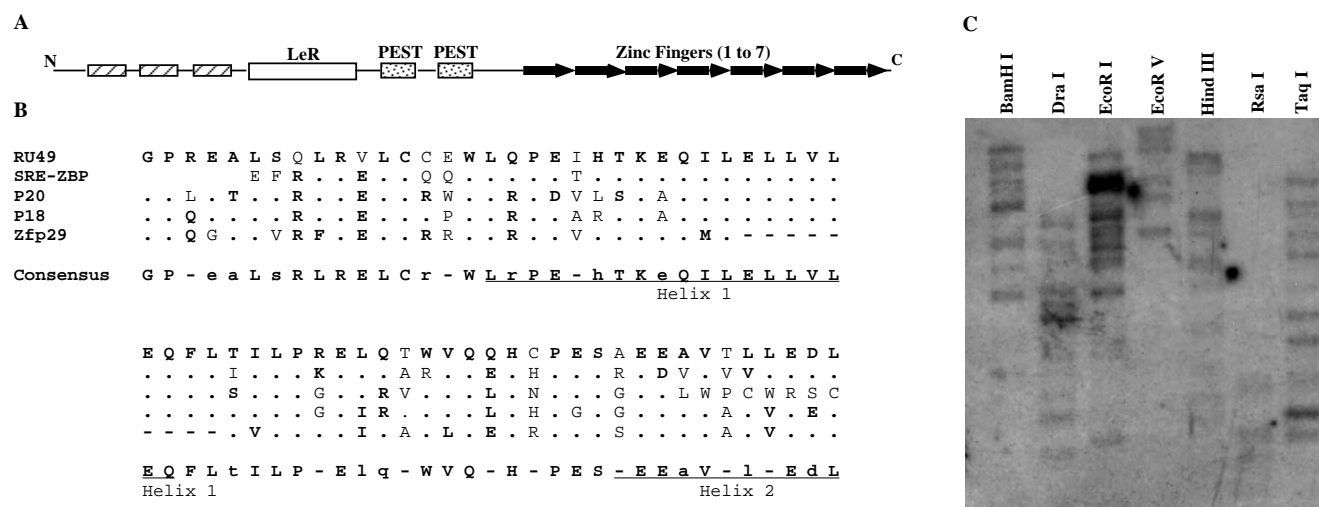 A
N
LeR
PEST
PEST
Zinc Fingers (1 to 7)
C
B
RU49 G P R E A L S Q L R V L C C E W L Q P E I H T K E Q I L E L L V L
SRE-ZBP E F R . . E . . Q Q . . . . . T . . . . . . . . . . . .
P20 . . L . T . . R . . E . . R W . . R . D V L S . A . . . . . . . .
P18 . . Q . . . . R . . E . . . P . . R . . A R . . A . . . . . . . .
Zfp29 . . Q G . . V R F . E . . R R . . R . . V . . . . . M . - - - - -
Consensus G P - e a L s R L R E L C r - W L r P E - h T K e Q I L E L L V L
Helix 1
E Q F L T I L P R E L Q T W V Q Q H C P E S A E E A V T L L E D L
. . . . I . . . K . . . A R . . E . H . . . R . D V . V V . . . .
. . . . S . . . G . . R V . . . L . N . . . G . . L W P C W R S C
. . . . . . . . G . I R . . . . L . H . G . G . . . . A . V . E .
- - - - . V . . . . I . A . L . E . R . . . S . . . . A . V . . .
E Q F L t I L P - E l q - W V Q - H - P E S - E E a V - l - E d L
Helix 1
Helix 2
C
BamH I
Dra I
EcoR I
EcoR V
Hind III
Rsa I
Taq I